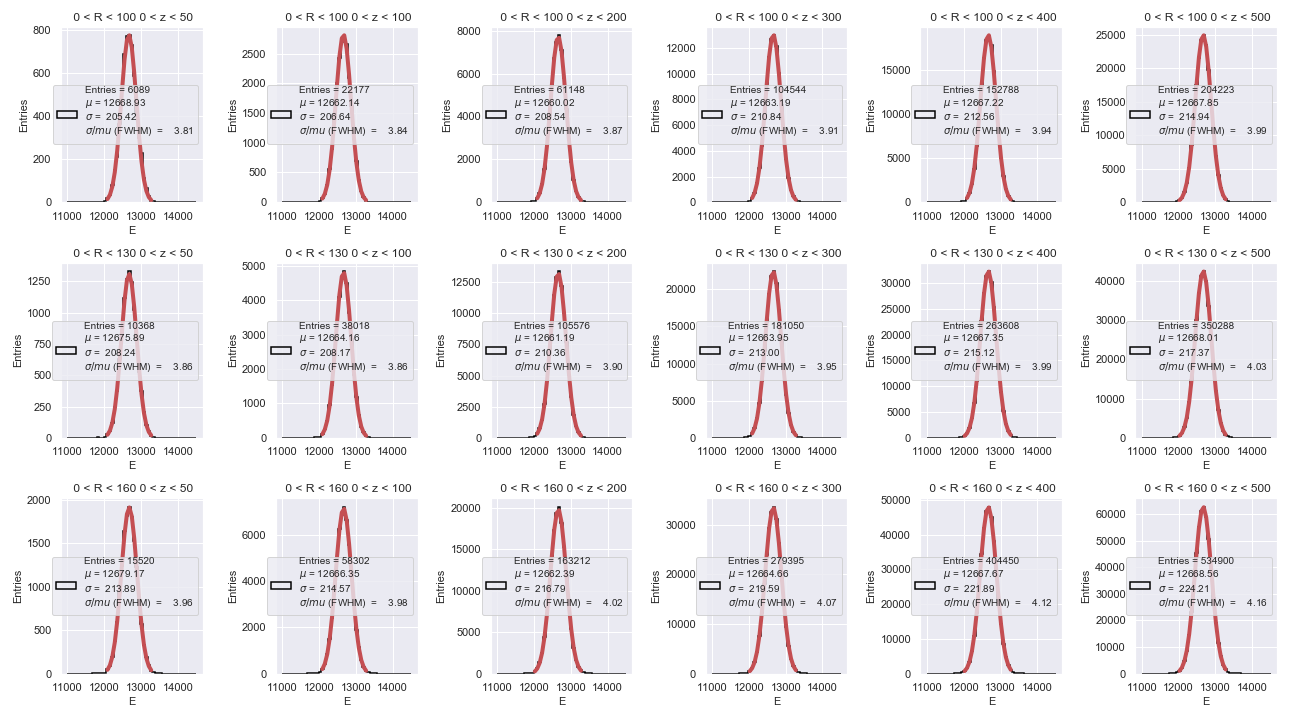 0 < R < 100 0 < z < 50
800
600
400
200
0
Entries
Entries = 6089
μ = 12668.93
σ = 205.42
σ/mu (FWHM) = 3.81
11000 12000 13000 14000
E
0 < R < 100 0 < z < 100
2500
2000
1500
1000
500
0
Entries
Entries = 22177
μ = 12662.14
σ = 206.64
σ/mu (FWHM) = 3.84
11000 12000 13000 14000
E
0 < R < 100 0 < z < 200
8000
6000
4000
2000
0
Entries
Entries = 61148
μ = 12660.02
σ = 208.54
σ/mu (FWHM) = 3.87
11000 12000 13000 14000
E
0 < R < 100 0 < z < 300
12000
10000
8000
6000
4000
2000
0
Entries
Entries = 104544
μ = 12663.19
σ = 210.84
σ/mu (FWHM) = 3.91
11000 12000 13000 14000
E
0 < R < 100 0 < z < 400
15000
10000
5000
0
Entries
Entries = 152788
μ = 12667.22
σ = 212.56
σ/mu (FWHM) = 3.94
11000 12000 13000 14000
E
0 < R < 100 0 < z < 500
25000
20000
15000
10000
5000
0
Entries
Entries = 204223
μ = 12667.85
σ = 214.94
σ/mu (FWHM) = 3.99
11000 12000 13000 14000
E
0 < R < 130 0 < z < 50
1250
1000
750
500
250
0
Entries
Entries = 10368
μ = 12675.89
σ = 208.24
σ/mu (FWHM) = 3.86
11000 12000 13000 14000
E
0 < R < 130 0 < z < 100
5000
4000
3000
2000
1000
0
Entries
Entries = 38018
μ = 12664.16
σ = 208.17
σ/mu (FWHM) = 3.86
11000 12000 13000 14000
E
0 < R < 130 0 < z < 200
12500
10000
7500
5000
2500
0
Entries
Entries = 105576
μ = 12661.19
σ = 210.36
σ/mu (FWHM) = 3.90
11000 12000 13000 14000
E
0 < R < 130 0 < z < 300
20000
15000
10000
5000
0
Entries
Entries = 181050
μ = 12663.95
σ = 213.00
σ/mu (FWHM) = 3.95
11000 12000 13000 14000
E
0 < R < 130 0 < z < 400
30000
25000
20000
15000
10000
5000
0
Entries
Entries = 263608
μ = 12667.35
σ = 215.12
σ/mu (FWHM) = 3.99
11000 12000 13000 14000
E
0 < R < 130 0 < z < 500
40000
30000
20000
10000
0
Entries
Entries = 350288
μ = 12668.01
σ = 217.37
σ/mu (FWHM) = 4.03
11000 12000 13000 14000
E
0 < R < 160 0 < z < 50
2000
1500
1000
500
0
Entries
Entries = 15520
μ = 12679.17
σ = 213.89
σ/mu (FWHM) = 3.96
11000 12000 13000 14000
E
0 < R < 160 0 < z < 100
6000
4000
2000
0
Entries
Entries = 58302
μ = 12666.35
σ = 214.57
σ/mu (FWHM) = 3.98
11000 12000 13000 14000
E
0 < R < 160 0 < z < 200
20000
15000
10000
5000
0
Entries
Entries = 163212
μ = 12662.39
σ = 216.79
σ/mu (FWHM) = 4.02
11000 12000 13000 14000
E
0 < R < 160 0 < z < 300
30000
20000
10000
0
Entries
Entries = 279395
μ = 12664.66
σ = 219.59
σ/mu (FWHM) = 4.07
11000 12000 13000 14000
E
0 < R < 160 0 < z < 400
50000
40000
30000
20000
10000
0
Entries
Entries = 404450
μ = 12667.67
σ = 221.89
σ/mu (FWHM) = 4.12
11000 12000 13000 14000
E
0 < R < 160 0 < z < 500
60000
50000
40000
30000
20000
10000
0
Entries
Entries = 534900
μ = 12668.56
σ = 224.21
σ/mu (FWHM) = 4.16
11000 12000 13000 14000
E